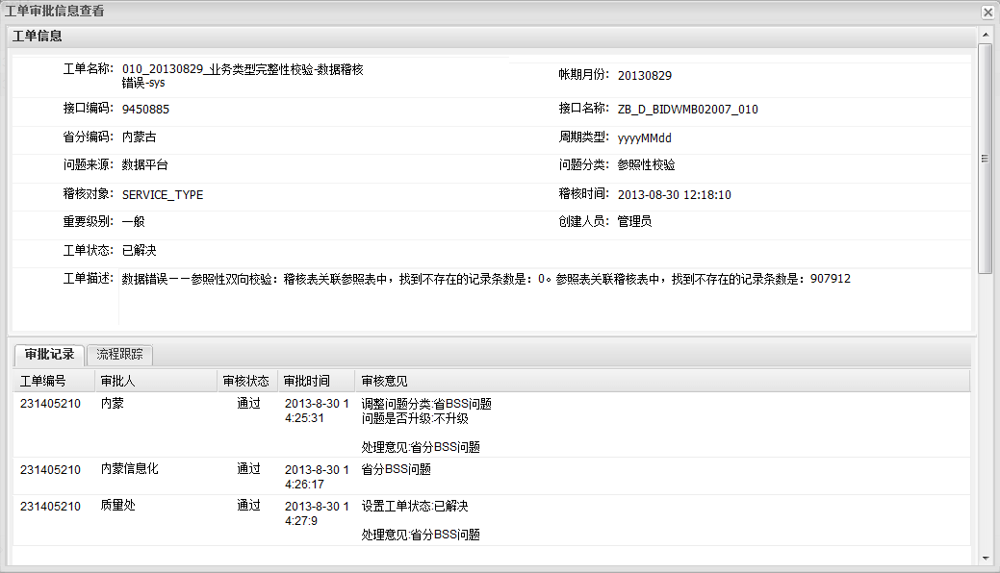 工单审批信息查看
工单信息
工单名称: 010_20130829_业务类型完整性校验-数据稽核
错误-sys
帐期月份: 20130829
接口编码: 9450885
接口名称: ZB_D_BIDWMB02007_010
省分编码: 内蒙古
周期类型: yyyyMMdd
问题来源: 数据平台
问题分类: 参照性校验
稽核对象: SERVICE_TYPE
稽核时间: 2013-08-30 12:18:10
重要级别: 一般
创建人员: 管理员
工单状态: 已解决
工单描述: 数据错误——参照性双向校验：稽核表关联参照表中，找到不存在的记录条数是：0。参照表关联稽核表中，找到不存在的记录条数是：907912
审批记录 流程跟踪
工单编号 审批人 审核状态 审批时间 审核意见
231405210 内蒙 通过 2013-8-30 1 调整问题分类:省BSS问题
4:25:31 问题是否升级:不升级
处理意见:省分BSS问题
231405210 内蒙信息化 通过 2013-8-30 1 省分BSS问题
4:26:17
231405210 质量处 通过 2013-8-30 1 设置工单状态:已解决
4:27:9
处理意见:省分BSS问题